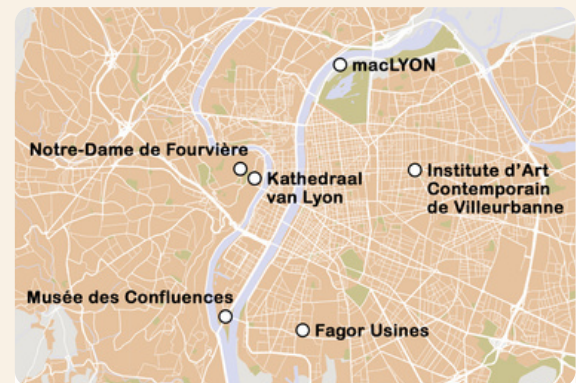 macLYON
Notre-Dame de Fourvière
Kathedraal
van Lyon
Institute d'Art
Contemporain
de Villeurbanne
Musée des Confluences
Fagor Usines